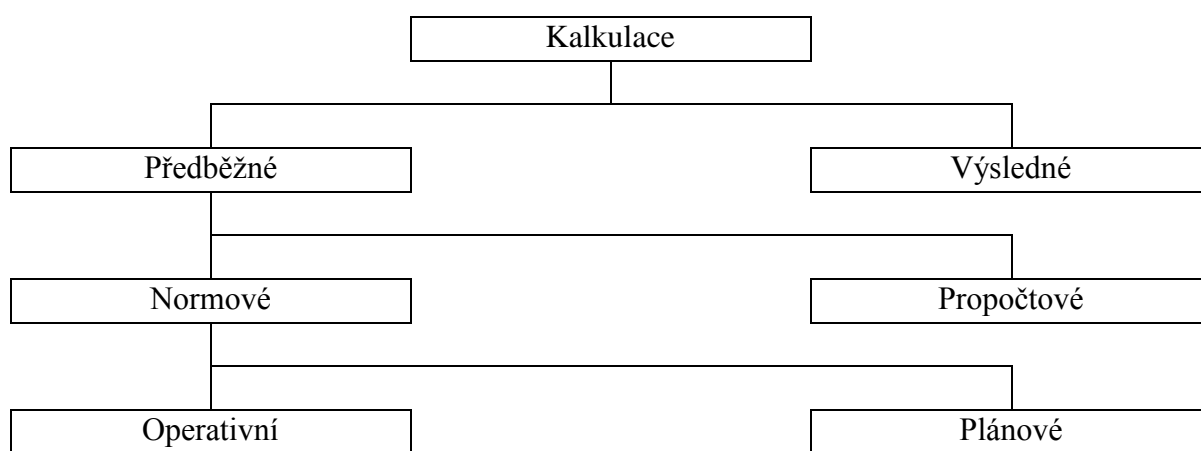 Kalkulace
Předběžné
Výsledné
Normové
Propočtové
Operativní
Plánové